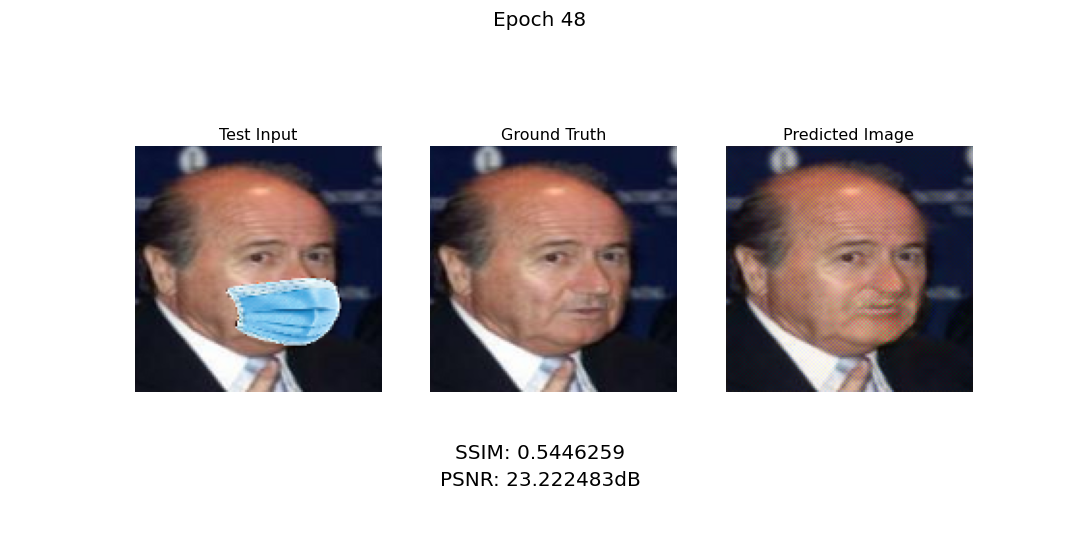 Epoch 48
Test Input
Ground Truth
Predicted Image
SSIM: 0.5446259
PSNR: 23.222483dB